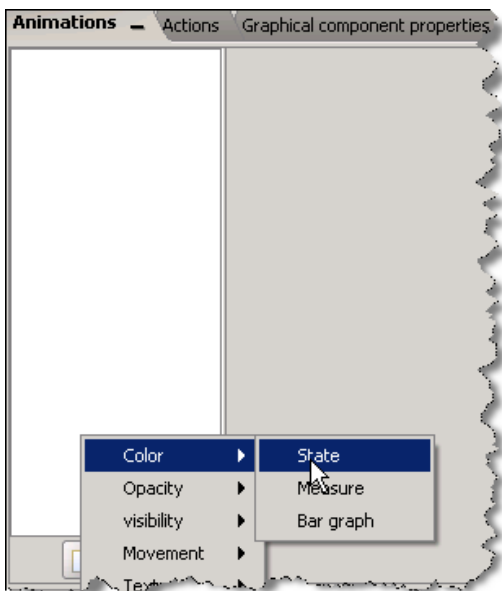 Animations Actions Graphical component properties
Color State
Opacity Measure
visibility Bar graph
Movement